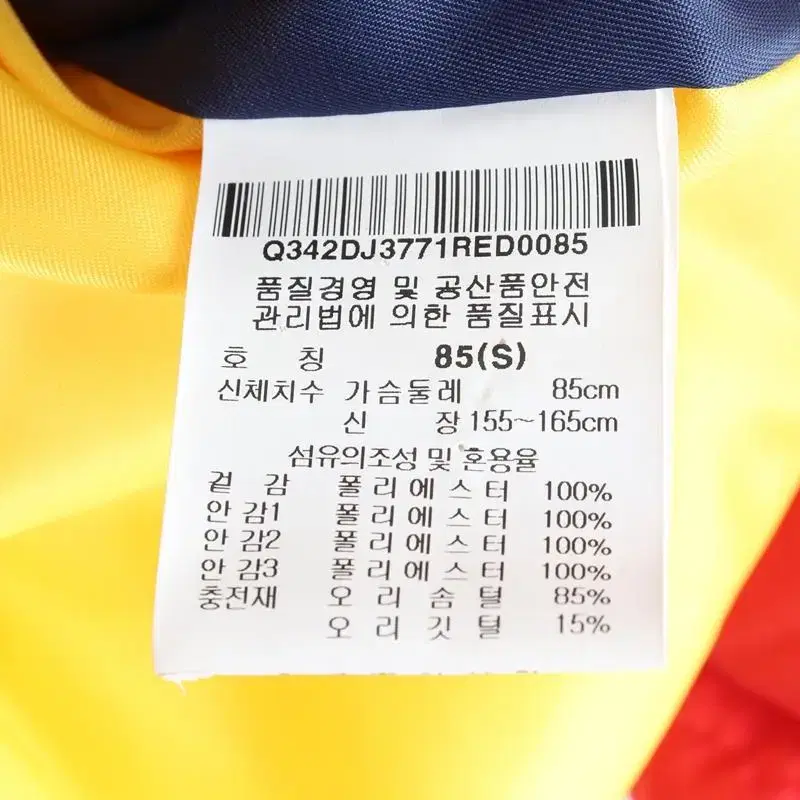 Q342DJ3771RED0085
품질경영 및 공산품안전
관리법에 의한 품질표시
호 칭 85(S)
신체치수 가슴둘레 85cm
신 장 155~165cm
섬유의조성 및 혼용율
겉 감 폴리에스터 100%
안 감1 폴리에스터 100%
안 감2 폴리에스터 100%
안 감3 폴리에스터 100%
충전재 오리솜털 85%
오리깃털 15%